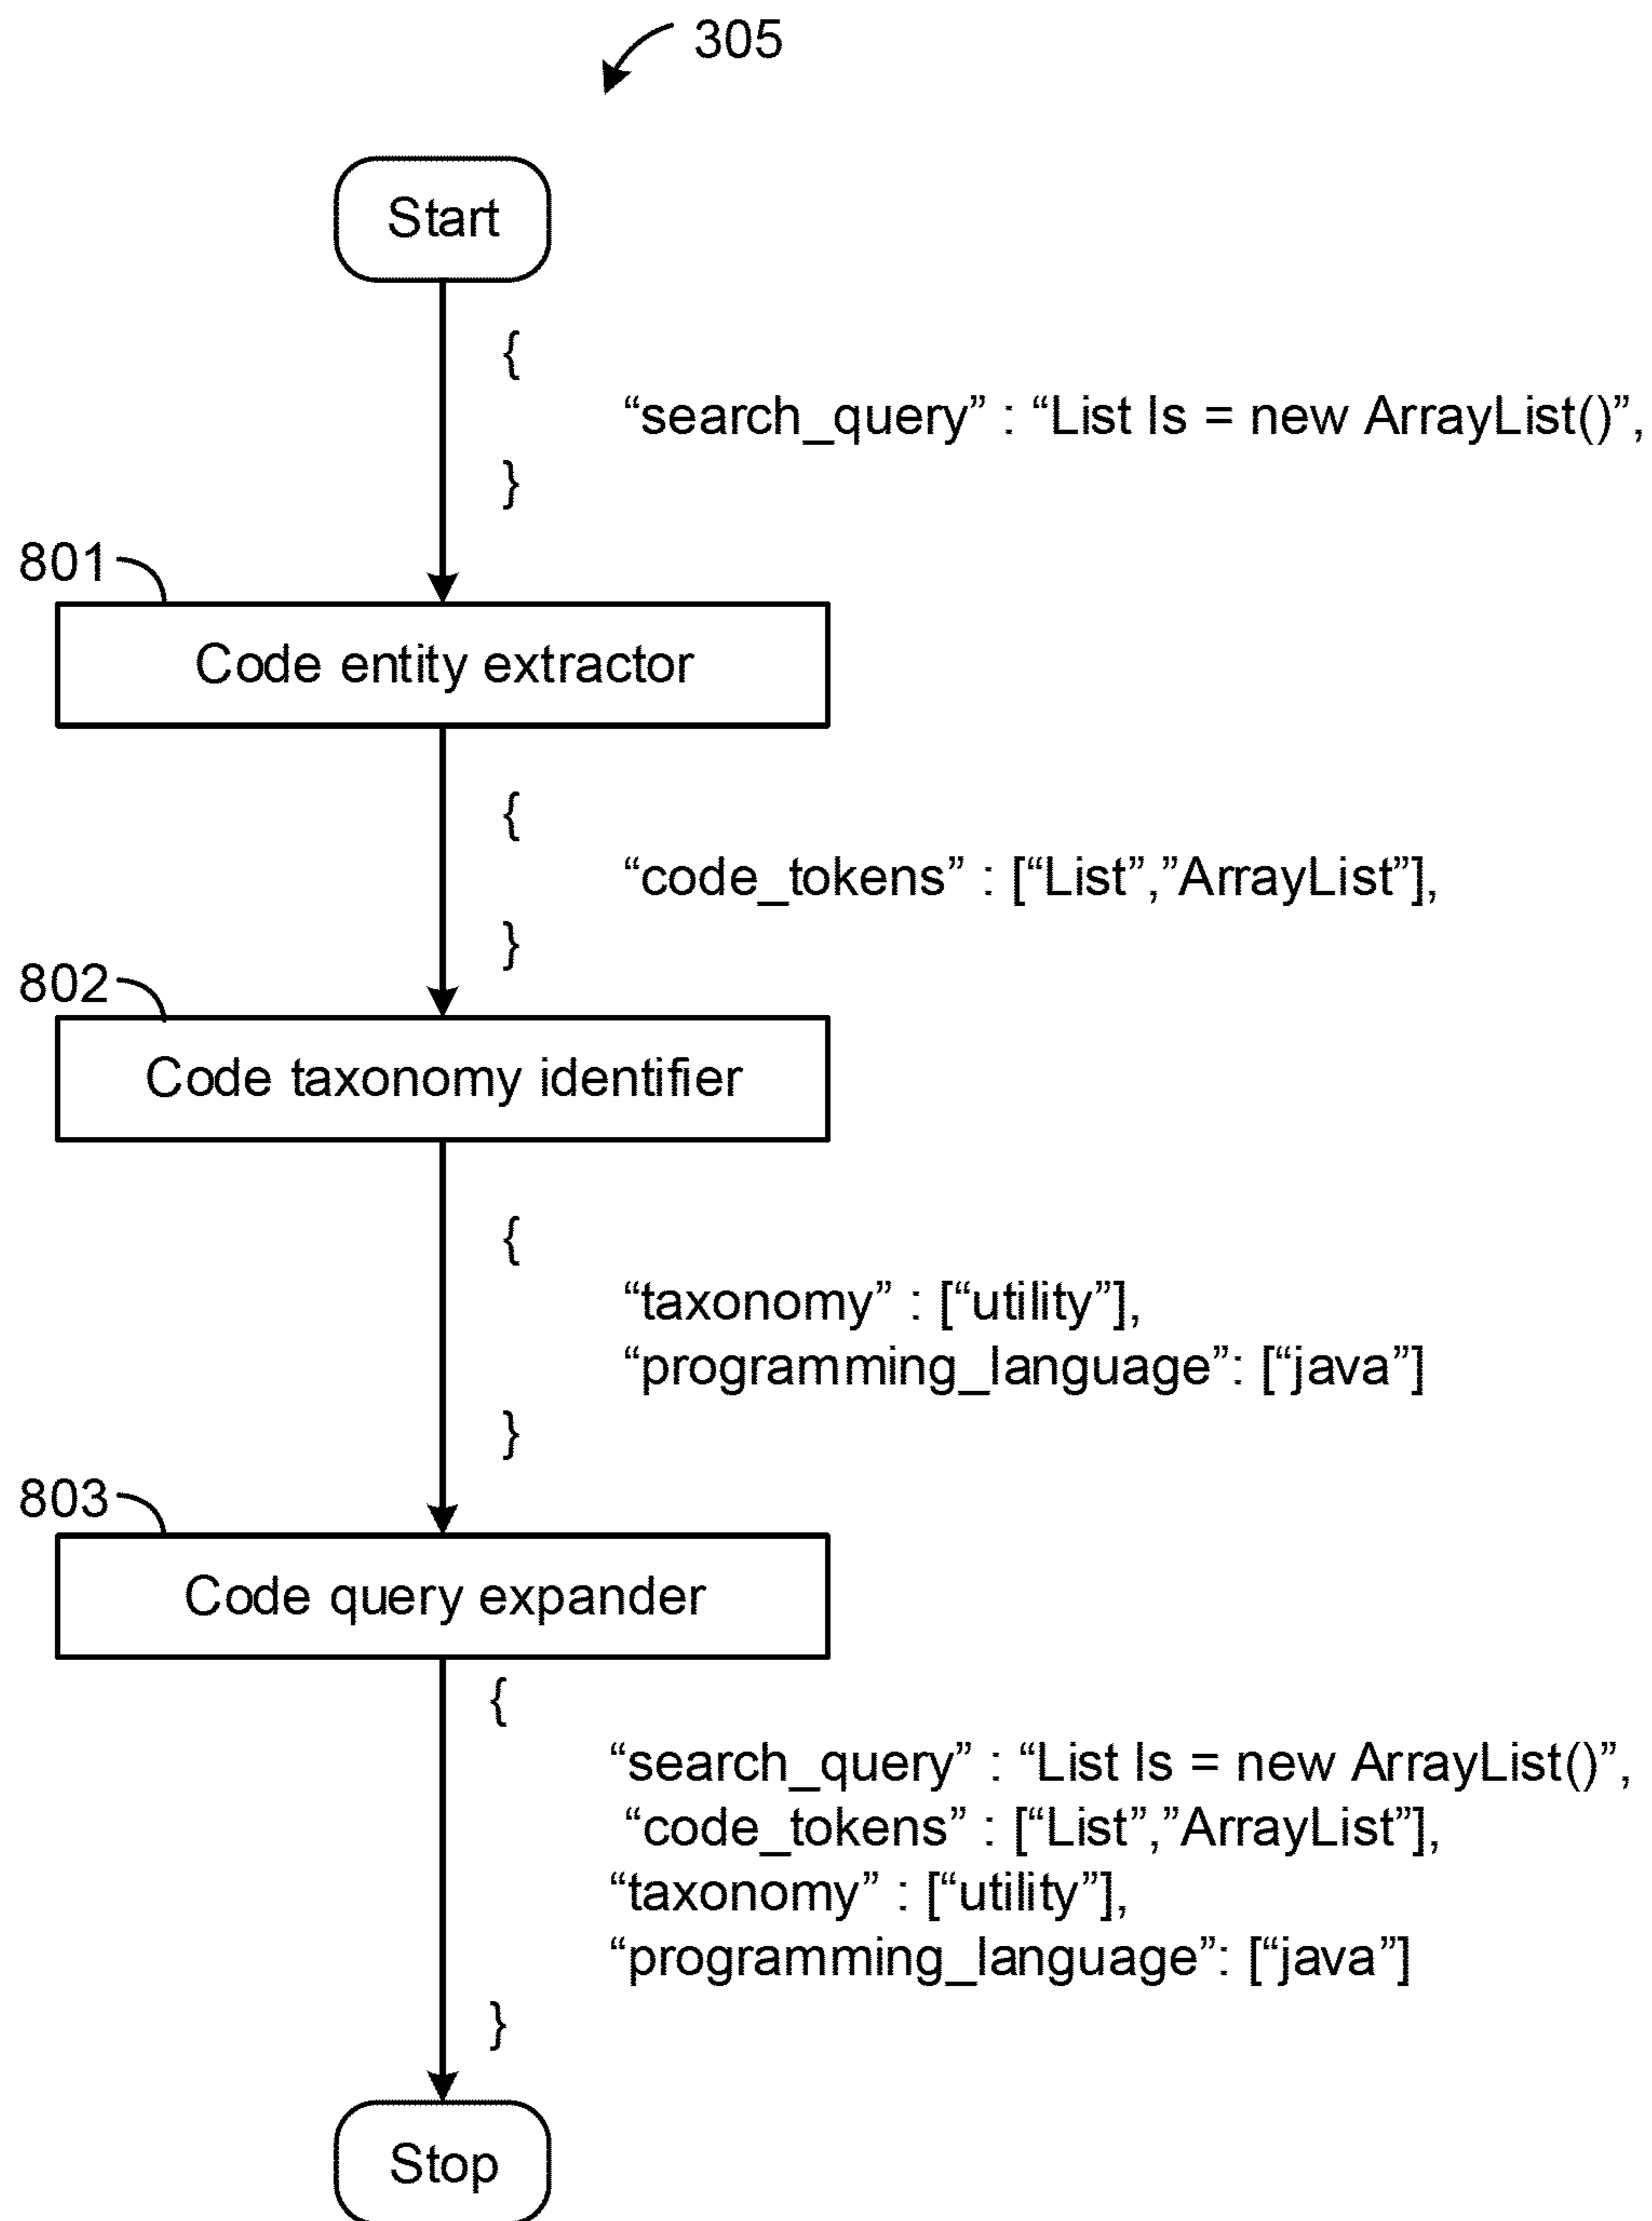 305
Start
{
“search_query” : “List ls = new ArrayList()”,
}
801
Code entity extractor
{
“code_tokens” : [“List”,”ArrayList”],
}
802
Code taxonomy identifier
{
“taxonomy” : [“utility”],
“programming_language”: [“java”]
}
803
Code query expander
{
“search_query” : “List ls = new ArrayList()”,
“code_tokens” : [“List”,”ArrayList”],
“taxonomy” : [“utility”],
“programming_language”: [“java”]
}
Stop